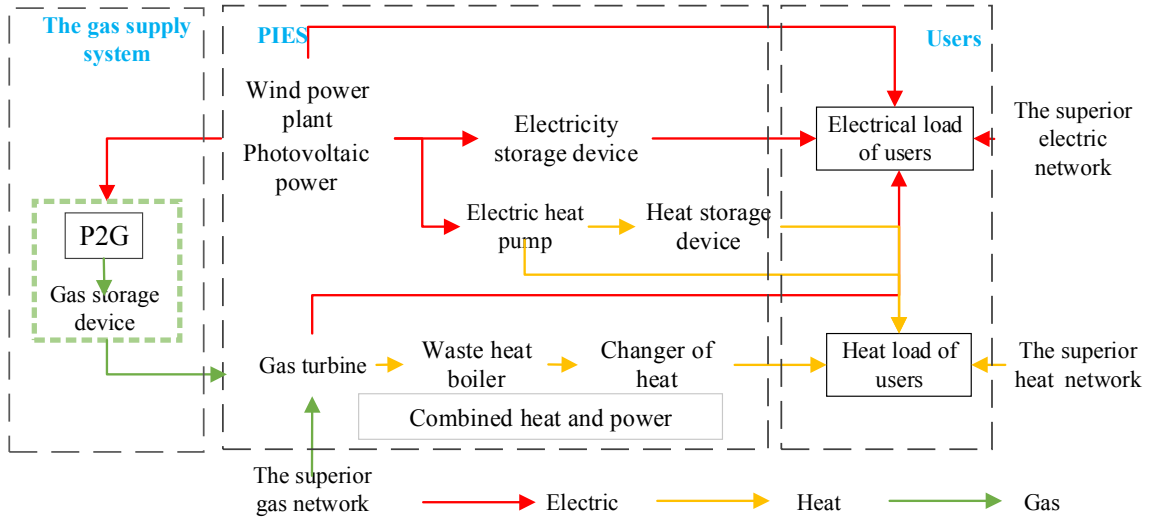 The gas supply
system
PIES
Users
Wind power
plant
Photovoltaic
power
Electricity
storage device
Electrical load
of users
The superior
electric
network
P2G
Gas storage
device
Electric heat
pump
Heat storage
device
Gas turbine
Waste heat
boiler
Changer of
heat
Heat load of
users
The superior
heat network
Combined heat and power
The superior
gas network
Electric
Heat
Gas